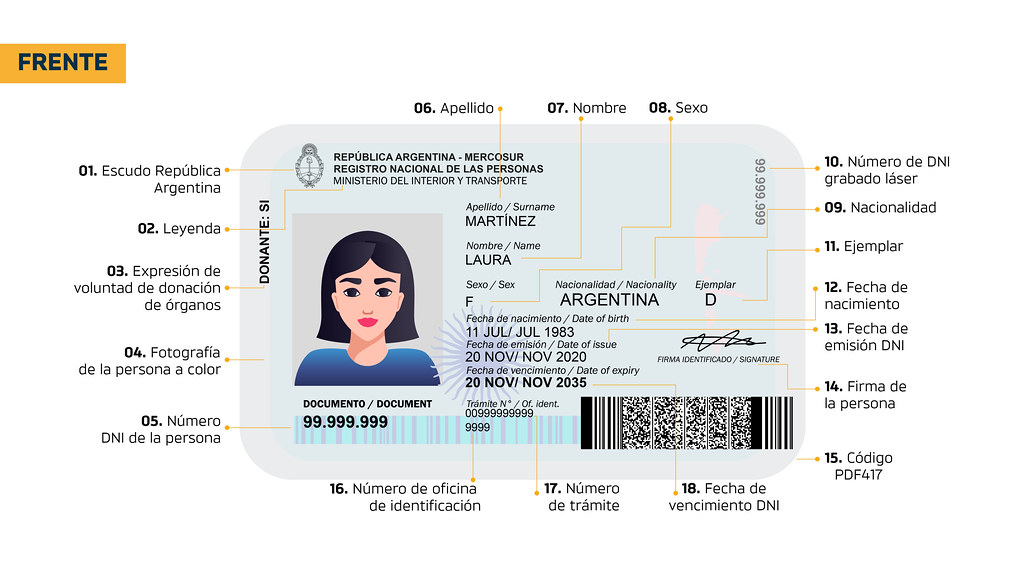 FRENTE
06. Apellido
07. Nombre
08. Sexo
01. Escudo República
Argentina
02. Leyenda
03. Expresión de
voluntad de donación
de órganos
04. Fotografía
de la persona a color
05. Número
DNI de la persona
REPÚBLICA ARGENTINA - MERCOSUR
REGISTRO NACIONAL DE LAS PERSONAS
MINISTERIO DEL INTERIOR Y TRANSPORTE
DONANTE: SI
99.999.999
Apellido / Surname
MARTÍNEZ
Nombre / Name
LAURA
Sexo / Sex
F
Nacionalidad / Nacionality
ARGENTINA
Ejemplar
D
Fecha de nacimiento / Date of birth
11 JUL/ JUL 1983
Fecha de emisión / Date of issue
20 NOV/ NOV 2020
Fecha de vencimiento / Date of expiry
20 NOV/ NOV 2035
FIRMA IDENTIFICADO / SIGNATURE
DOCUMENTO / DOCUMENT
99.999.999
Trámite N° / Of. ident.
00999999999
9999
10. Número de DNI
grabado láser
09. Nacionalidad
11. Ejemplar
12. Fecha de
nacimiento
13. Fecha de
emisión DNI
14. Firma de
la persona
15. Código
PDF417
16. Número de oficina
de identificación
17. Número
de trámite
18. Fecha de
vencimiento DNI